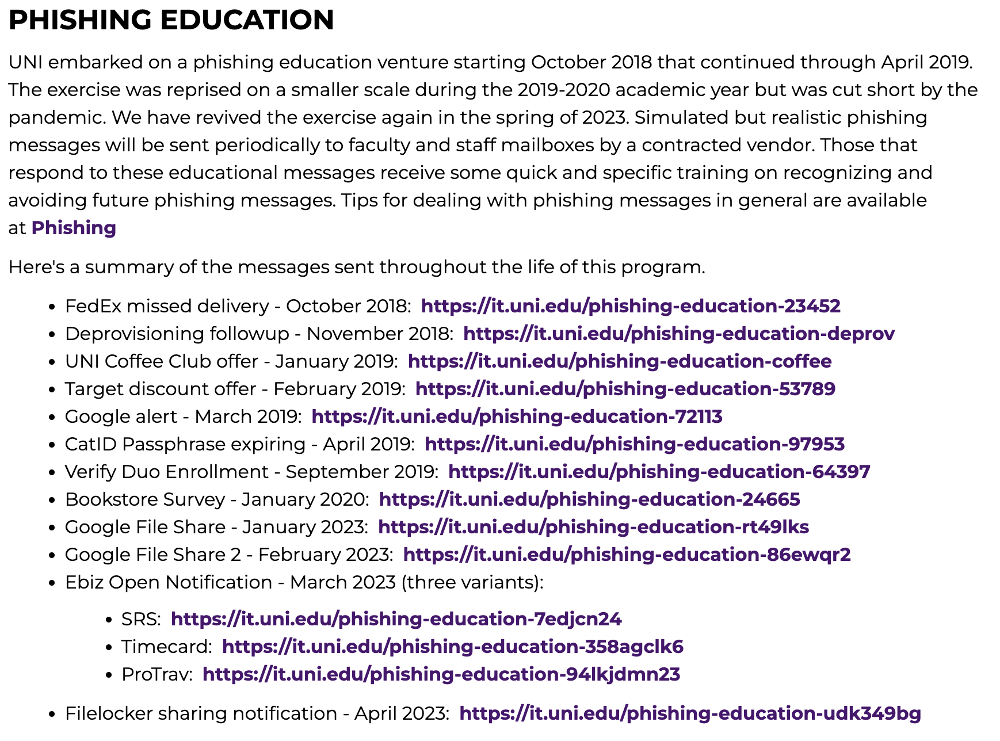 PHISHING EDUCATION
UNI embarked on a phishing education venture starting October 2018 that continued through April 2019.
The exercise was reprised on a smaller scale during the 2019-2020 academic year but was cut short by the
pandemic. We have revived the exercise again in the spring of 2023. Simulated but realistic phishing
messages will be sent periodically to faculty and staff mailboxes by a contracted vendor. Those that
respond to these educational messages receive some quick and specific training on recognizing and
avoiding future phishing messages. Tips for dealing with phishing messages in general are available
at Phishing
Here's a summary of the messages sent throughout the life of this program.
• FedEx missed delivery - October 2018: https://it.uni.edu/phishing-education-23452
• Deprovisioning followup - November 2018: https://it.uni.edu/phishing-education-deprov
• UNI Coffee Club offer - January 2019: https://it.uni.edu/phishing-education-coffee
• Target discount offer - February 2019: https://it.uni.edu/phishing-education-53789
• Google alert - March 2019: https://it.uni.edu/phishing-education-72113
• CatID Passphrase expiring - April 2019: https://it.uni.edu/phishing-education-97953
• Verify Duo Enrollment - September 2019: https://it.uni.edu/phishing-education-64397
• Bookstore Survey - January 2020: https://it.uni.edu/phishing-education-24665
• Google File Share - January 2023: https://it.uni.edu/phishing-education-rt49lks
• Google File Share 2 - February 2023: https://it.uni.edu/phishing-education-86ewqr2
• Ebiz Open Notification - March 2023 (three variants):
• SRS: https://it.uni.edu/phishing-education-7edjcn24
• Timecard: https://it.uni.edu/phishing-education-358agclk6
• ProTrav: https://it.uni.edu/phishing-education-94lkjdmn23
• Filelocker sharing notification - April 2023: https://it.uni.edu/phishing-education-udk349bg